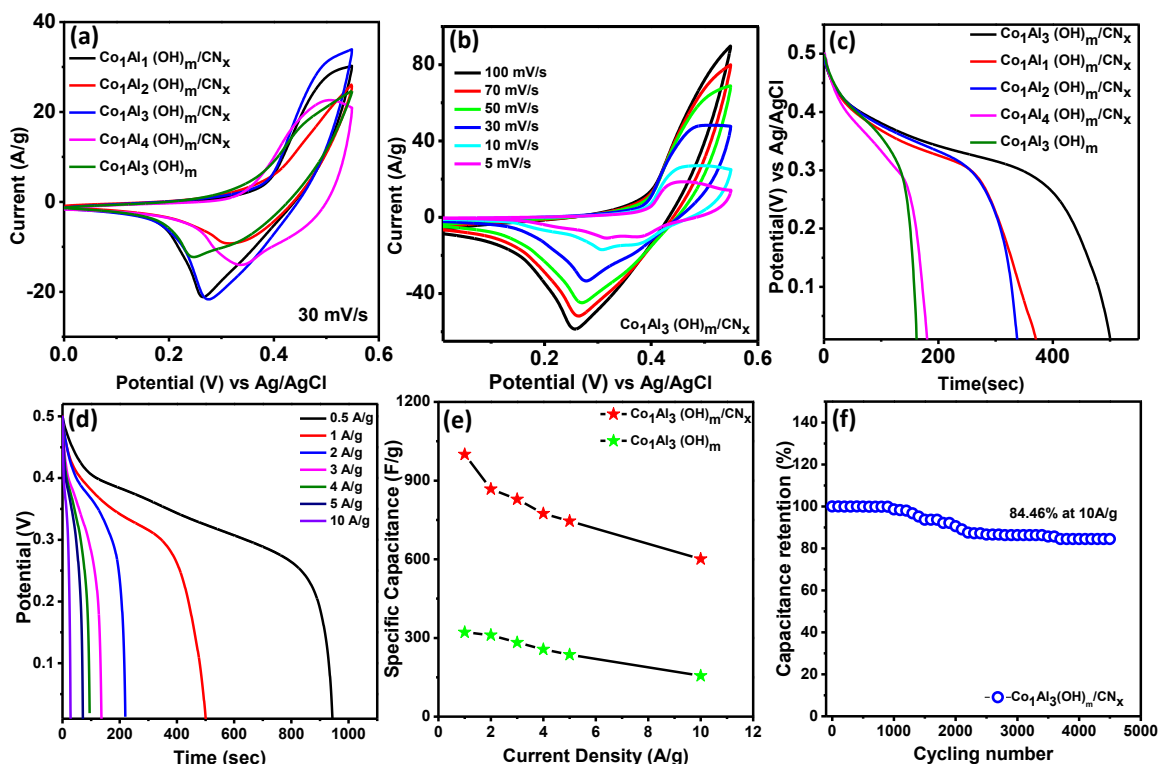 (a)
Co₁Al₁ (OH)ₘ/CNₓ
Co₁Al₂ (OH)ₘ/CNₓ
Co₁Al₃ (OH)ₘ/CNₓ
Co₁Al₄ (OH)ₘ/CNₓ
Co₁Al₃ (OH)ₘ
30 mV/s
40
20
0
-20
Current (A/g)
0.0 0.2 0.4 0.6
Potential (V) vs Ag/AgCl
(b)
100 mV/s
70 mV/s
50 mV/s
30 mV/s
10 mV/s
5 mV/s
Co₁Al₃ (OH)ₘ/CNₓ
80
40
0
-40
Current (A/g)
0.2 0.4 0.6
Potential (V) vs Ag/AgCl
(c)
Co₁Al₃ (OH)ₘ/CNₓ
Co₁Al₁ (OH)ₘ/CNₓ
Co₁Al₂ (OH)ₘ/CNₓ
Co₁Al₄ (OH)ₘ/CNₓ
Co₁Al₃ (OH)ₘ
0.5
0.4
0.3
0.2
0.1
Potential(V) vs Ag/AgCl
0 200 400
Time(sec)
(d)
0.5 A/g
1 A/g
2 A/g
3 A/g
4 A/g
5 A/g
10 A/g
0.5
0.4
0.3
0.2
0.1
Potential (V)
0 200 400 600 800 1000
Time (sec)
(e)
Co₁Al₃ (OH)ₘ/CNₓ
Co₁Al₃ (OH)ₘ
1200
900
600
300
0
Specific Capacitance (F/g)
0 2 4 6 8 10
Current Density (A/g)
(f)
84.46% at 10A/g
Co₁Al₃(OH)ₘ/CNₓ
140
120
100
80
60
40
20
0
Capacitance retention (%)
0 1000 2000 3000 4000 5000
Cycling number